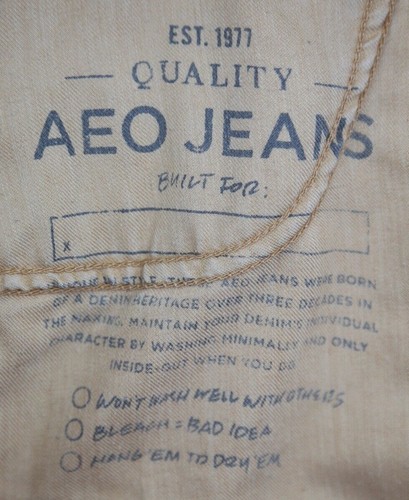 EST. 1977
— QUALITY —
AEO JEANS
BUILT FOR:
x
STYLE, THESE AEO JEANS WERE BORN
OF A DENIM HERITAGE OVER THREE DECADES IN
THE MAKING. MAINTAIN YOUR DENIM'S INDIVIDUAL
CHARACTER BY WASHING MINIMALLY AND ONLY
INSIDE-OUT WHEN YOU DO
WON'T WASH WELL WITH OTHERS
BLEACH = BAD IDEA
HANG 'EM TO DRY 'EM